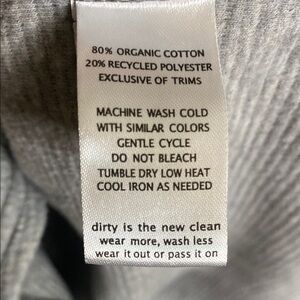 80% ORGANIC COTTON
20% RECYCLED POLYESTER
EXCLUSIVE OF TRIMS
MACHINE WASH COLD
WITH SIMILAR COLORS
GENTLE CYCLE
DO NOT BLEACH
TUMBLE DRY LOW HEAT
COOL IRON AS NEEDED
dirty is the new clean
wear more, wash less
wear it out or pass it on